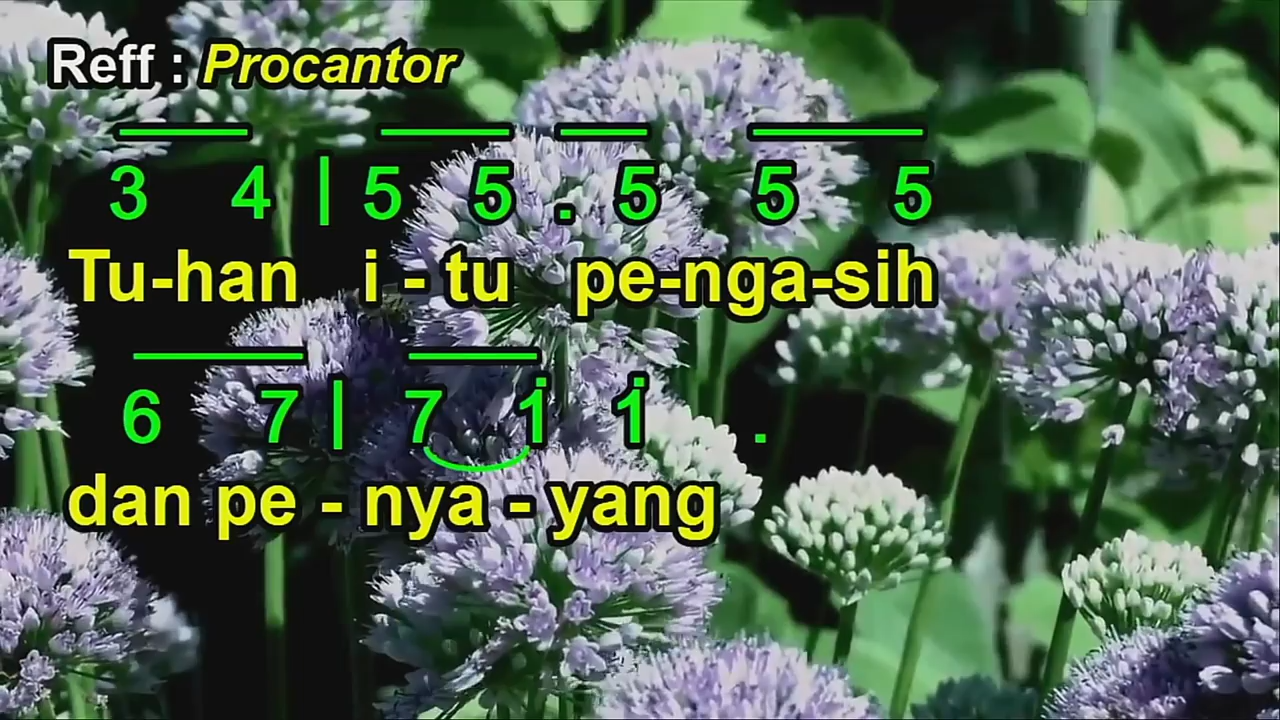 Reff : Procantor
3 4 | 5 5 . 5 5 5
Tu-han i - tu pe-nga-sih
6 7 | 7 1̇ 1̇ .
dan pe - nya - yang